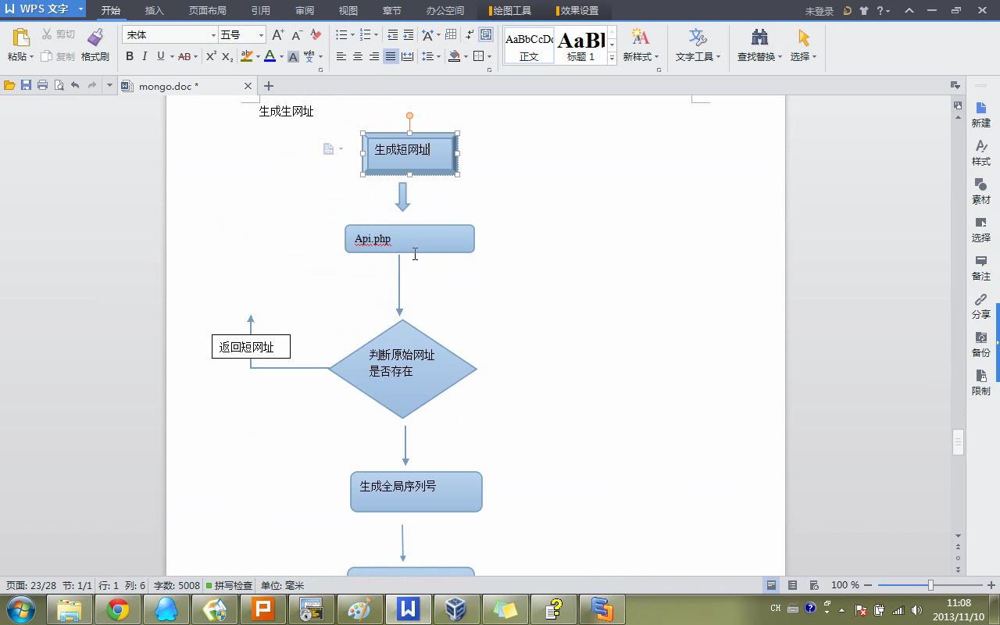 WPS 文字
开始 插入 页面布局 引用 审阅 视图 章节 办公空间 绘图工具 效果设置 未登录
粘贴 剪切 复制 格式刷
宋体 五号
B I U AB X² X₂ A A wén
AaBbCcDc 正文
AaBl 标题 1
新样式 文字工具 查找替换 选择
mongo.doc *
生成生网址
生成短网址
Api.php
返回短网址
判断原始网址
是否存在
生成全局序列号
新建
样式
素材
选择
备注
分享
备份
限制
页面: 23/28 节: 1/1 行: 1 列: 6 字数: 5008 拼写检查 单位: 毫米 100 %
CH
11:08
2013/11/10